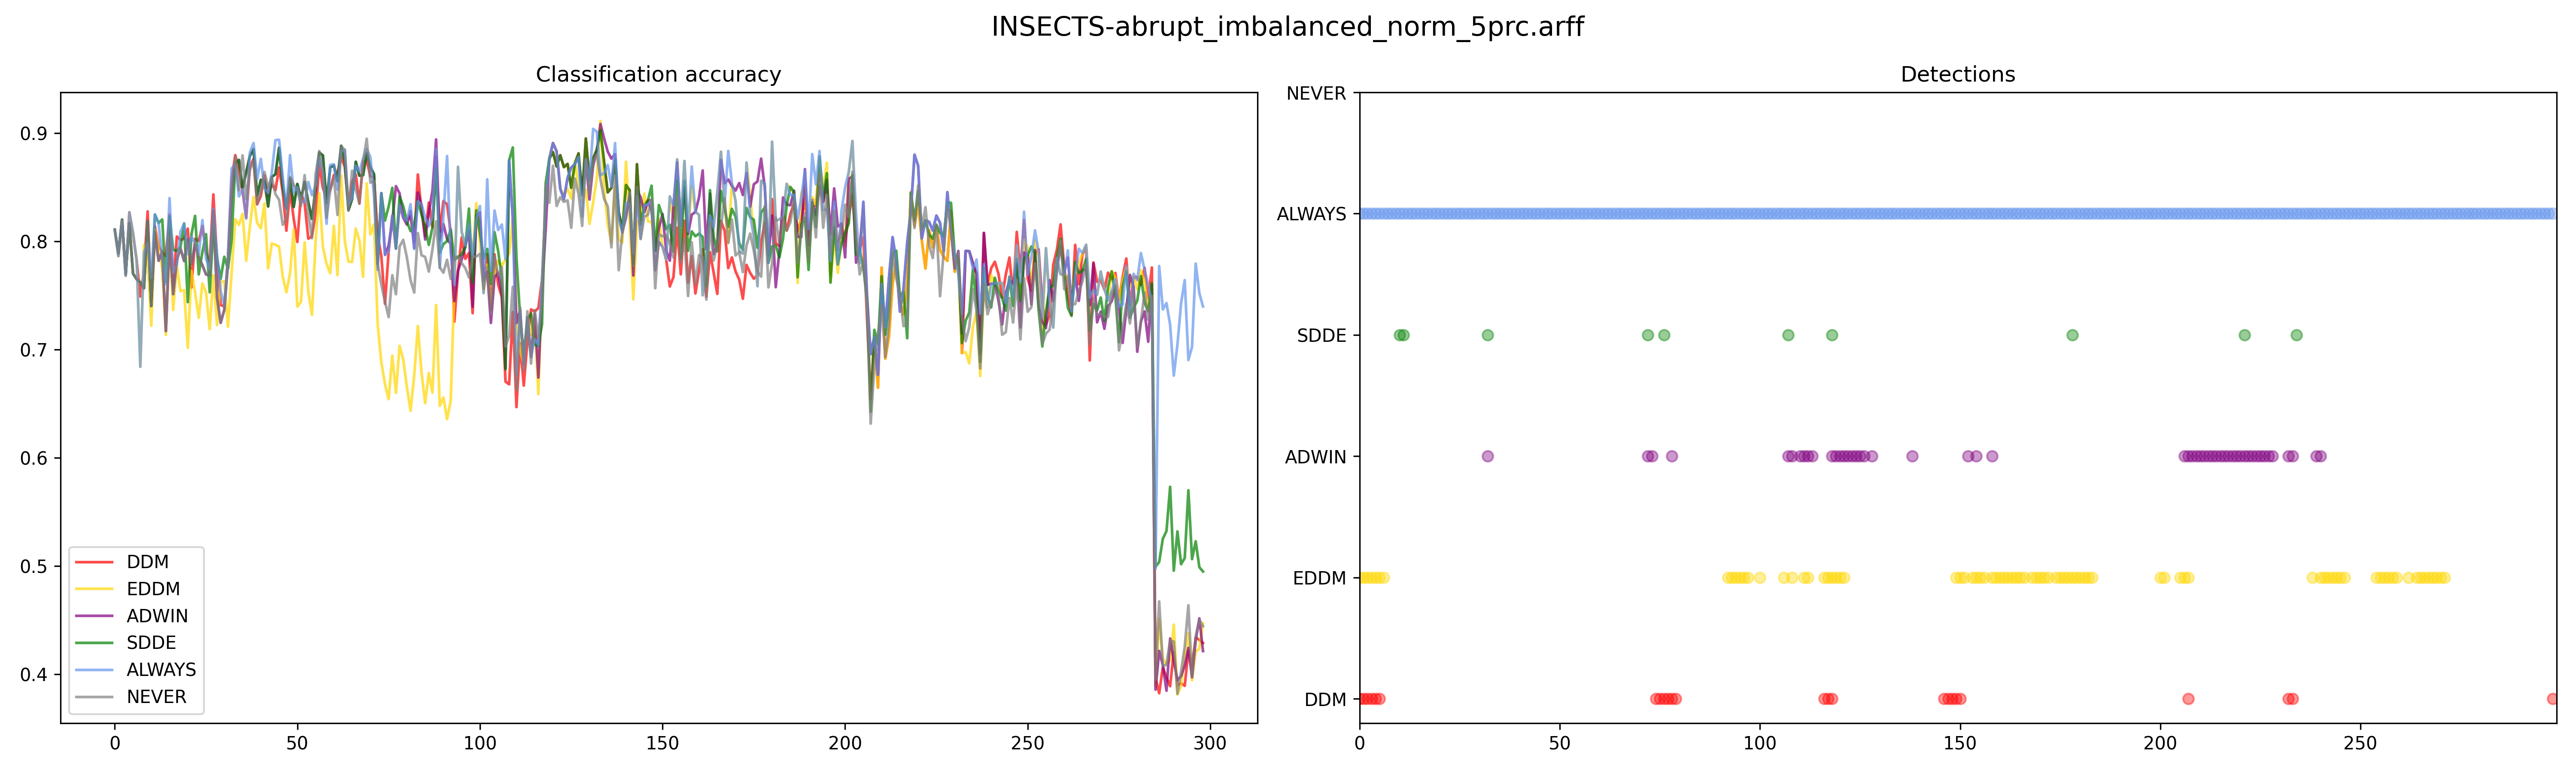 INSECTS-abrupt_imbalanced_norm_5prc.arff
Classification accuracy
0.9
0.8
0.7
0.6
0.5
0.4
DDM
EDDM
ADWIN
SDDE
ALWAYS
NEVER
0 50 100 150 200 250 300
Detections
NEVER
ALWAYS
SDDE
ADWIN
EDDM
DDM
0 50 100 150 200 250